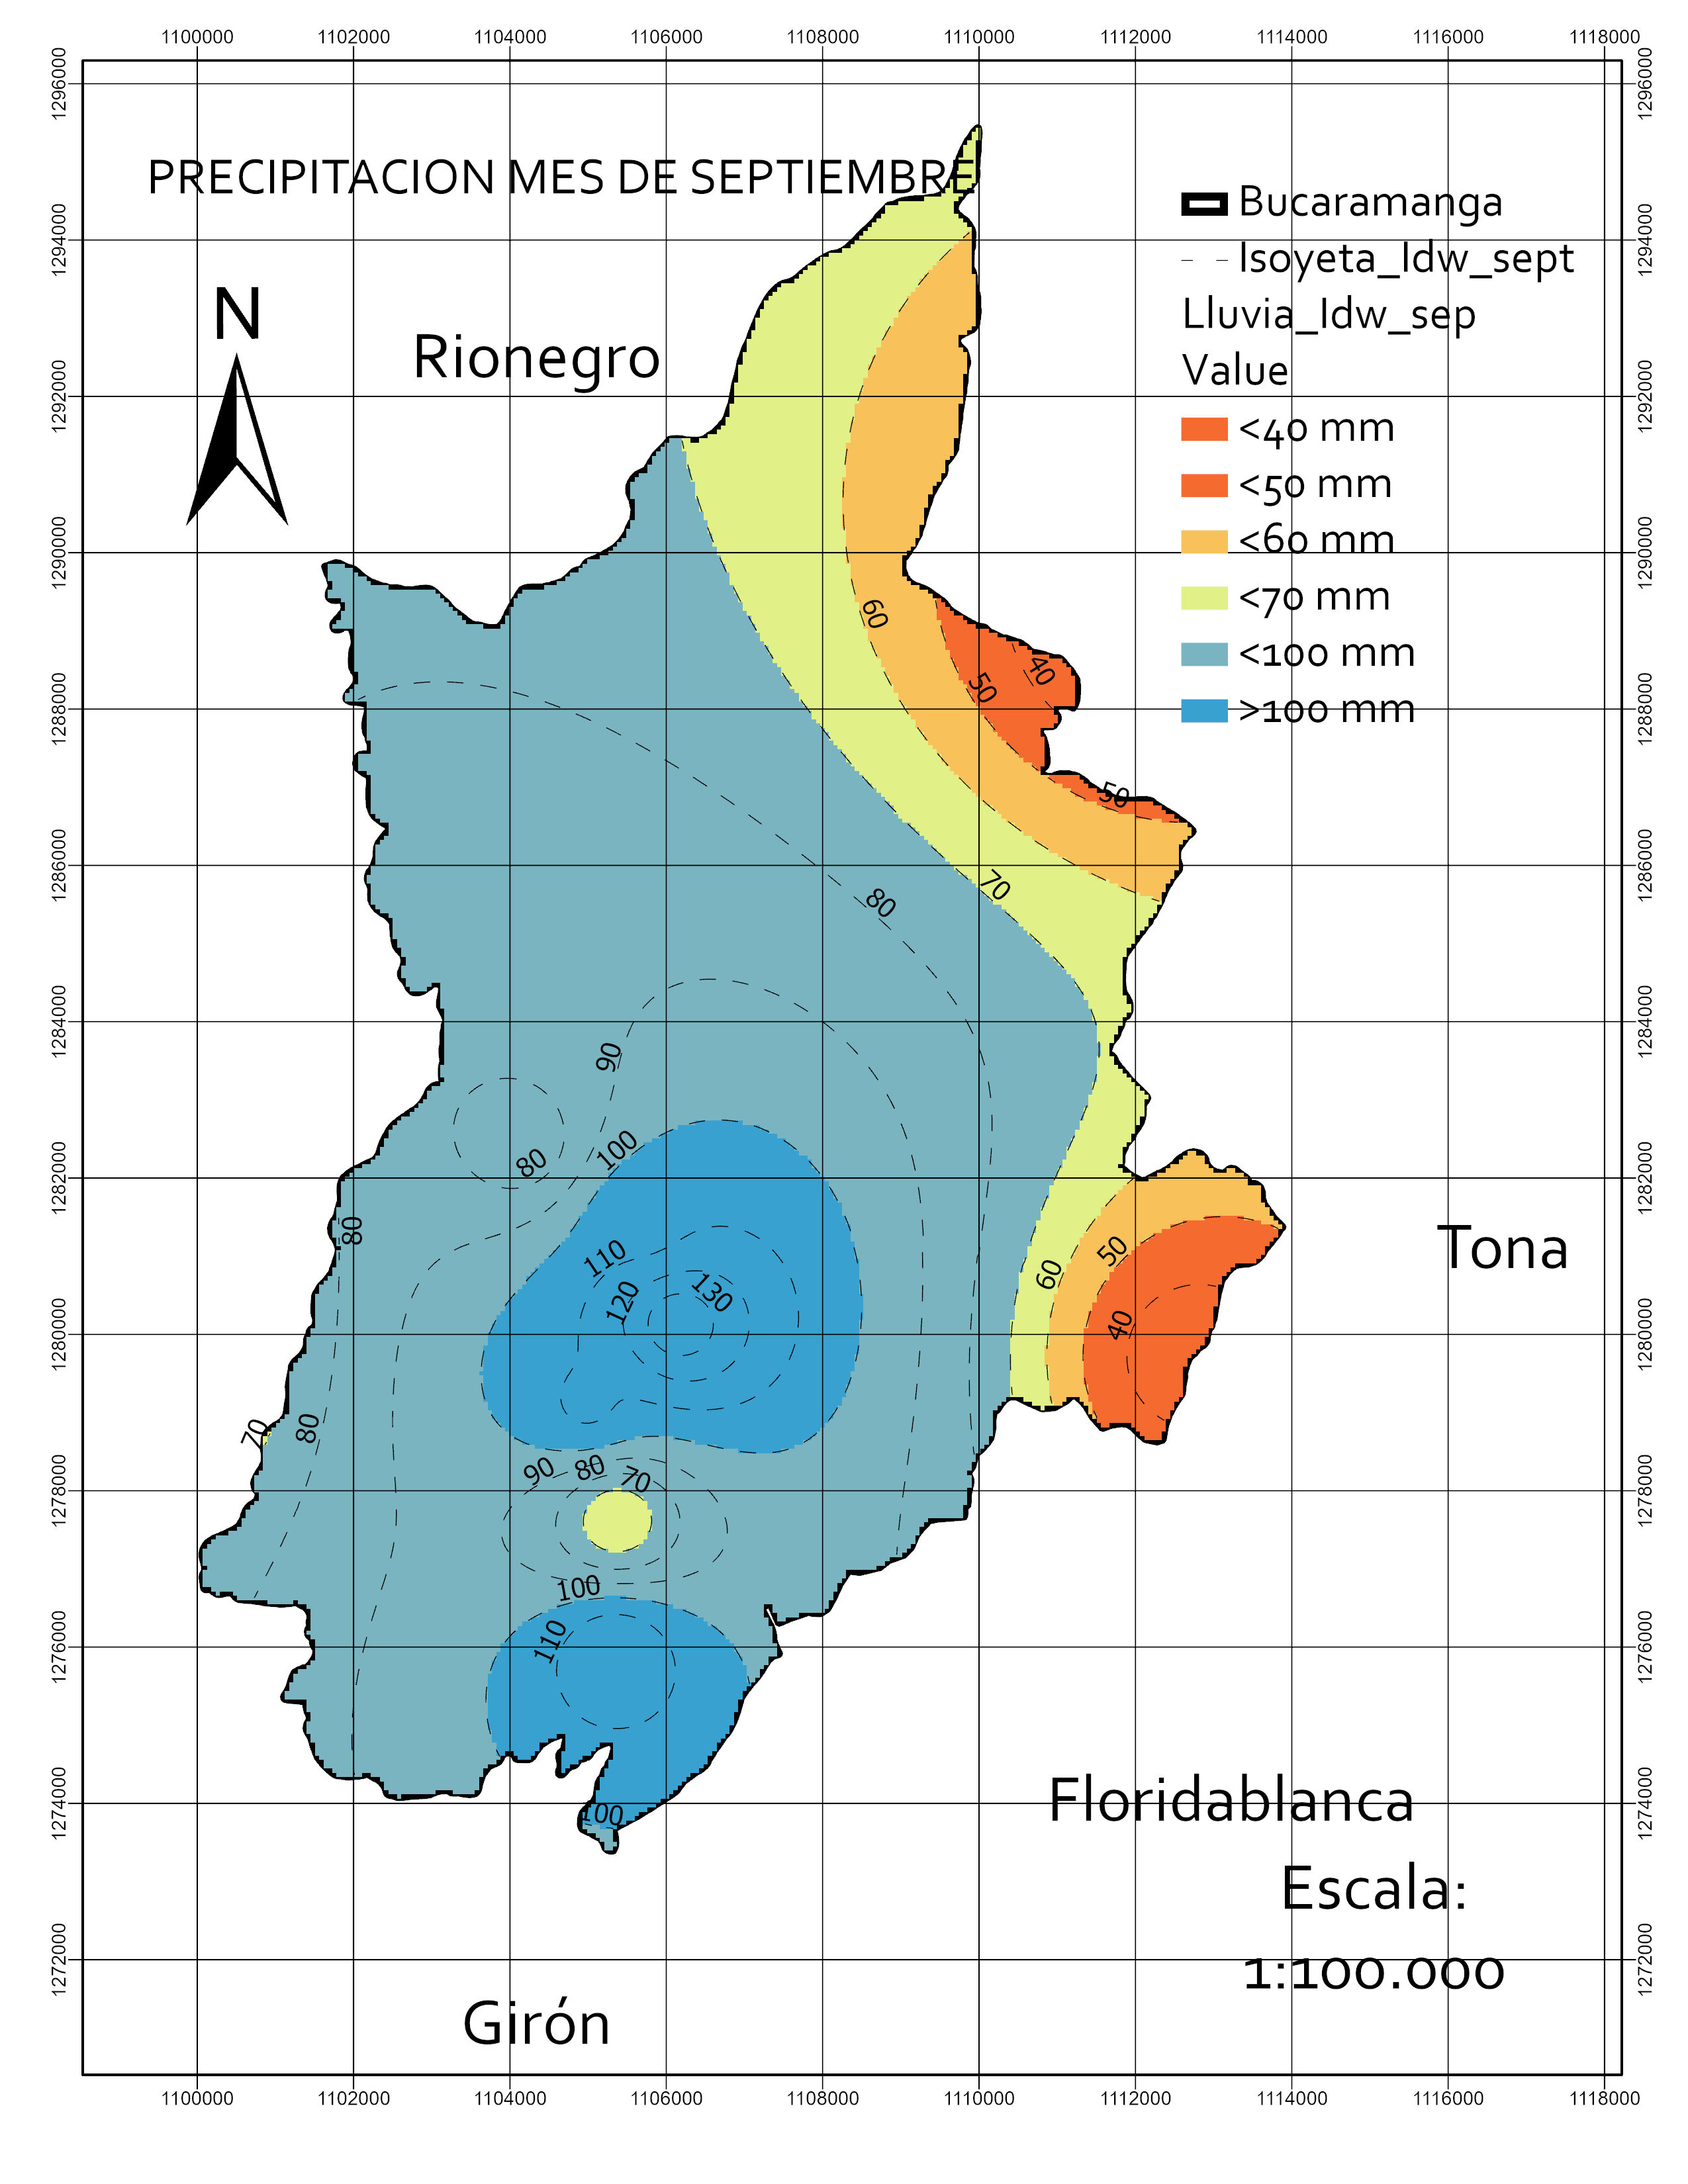 1100000 1102000 1104000 1106000 1108000 1110000 1112000 1114000 1116000 1118000
1296000 1296000
PRECIPITACION MES DE SEPTIEMBRE
Bucaramanga
1294000 1294000
Isoyeta_Idw_sept
N
Lluvia_Idw_sep
Rionegro
Value
1292000 1292000
<40 mm
<50 mm
<60 mm
1290000 1290000
<70 mm
60
<100 mm
40
50
1288000 1288000
>100 mm
50
1286000 1286000
70
80
1284000 1284000
90
100
80
1282000 1282000
80
Tona
50
110
60
130
120
40
1280000 1280000
70
80
90
80
70
1278000 1278000
100
110
1276000 1276000
Floridablanca
100
1274000 1274000
Escala:
1:100.000
1272000 1272000
Girón
1100000 1102000 1104000 1106000 1108000 1110000 1112000 1114000 1116000 1118000